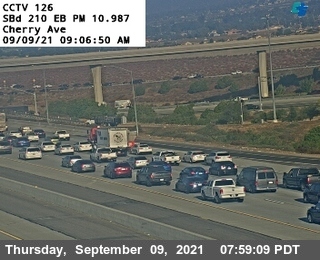 CCTV 126
SBd 210 EB PM 10.987
Cherry Ave
09/09/21 09:06:50 AM
Thursday, September 09, 2021 07:59:09 PDT